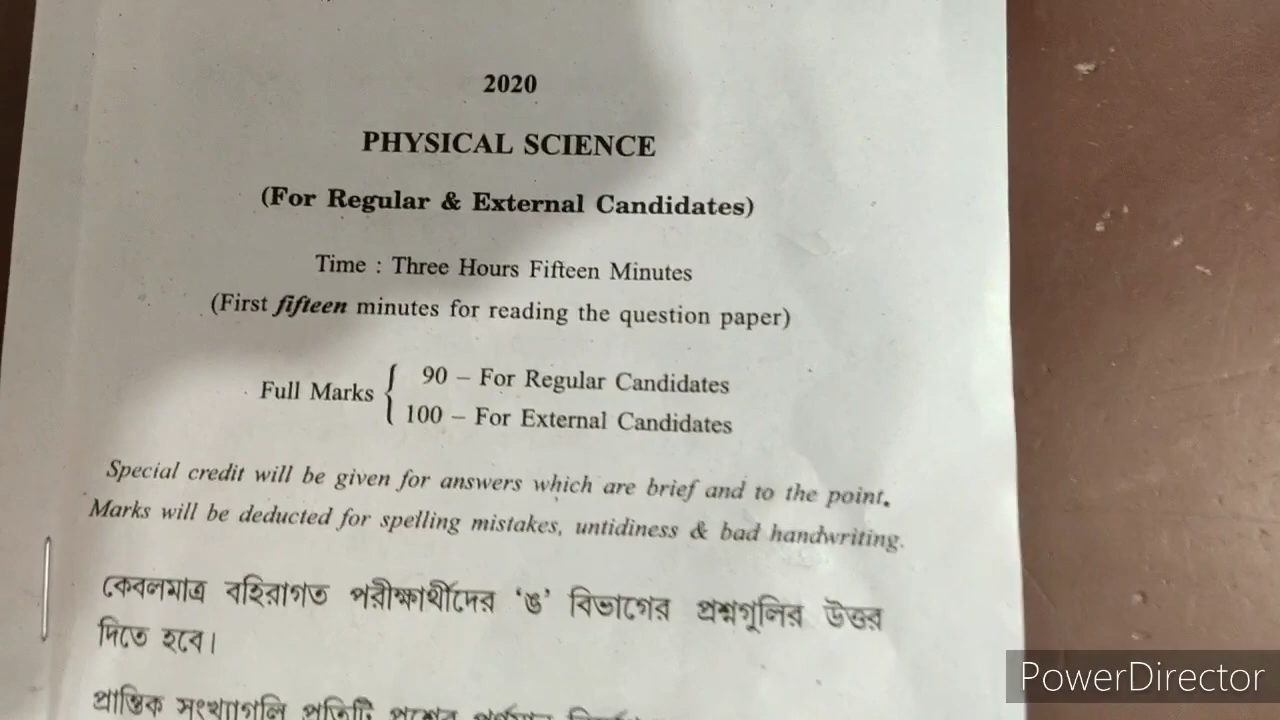 2020
PHYSICAL SCIENCE
(For Regular & External Candidates)
Time : Three Hours Fifteen Minutes
(First fifteen minutes for reading the question paper)
Full Marks { 90 – For Regular Candidates
100 – For External Candidates
Special credit will be given for answers which are brief and to the point.
Marks will be deducted for spelling mistakes, untidiness & bad handwriting.
কেবলমাত্র বহিরাগত পরীক্ষার্থীদের ‘ঙ’ বিভাগের প্রশ্নগুলির উত্তর
দিতে হবে।
প্রান্তিক সংখ্যাগুলি প্রতিটি প্রশ্নের
PowerDirector